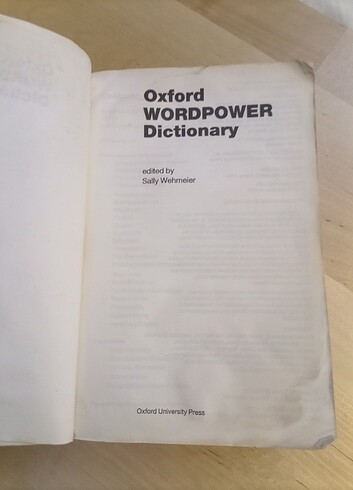 Oxford
WORDPOWER
Dictionary
edited by
Sally Wehmeier
Oxford University Press